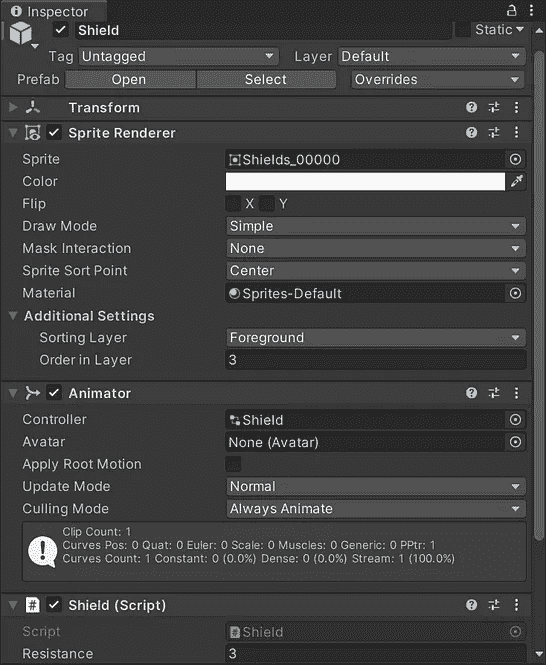 Inspector
Shield Static
Tag Untagged Layer Default
Prefab Open Select Overrides
Transform
Sprite Renderer
Sprite Shields_00000
Color
Flip X Y
Draw Mode Simple
Mask Interaction None
Sprite Sort Point Center
Material Sprites-Default
Additional Settings
Sorting Layer Foreground
Order in Layer 3
Animator
Controller Shield
Avatar None (Avatar)
Apply Root Motion
Update Mode Normal
Culling Mode Always Animate
Clip Count: 1
Curves Pos: 0 Quat: 0 Euler: 0 Scale: 0 Muscles: 0 Generic: 0 PPtr: 1
Curves Count: 1 Constant: 0 (0.0%) Dense: 0 (0.0%) Stream: 1 (100.0%)
# Shield (Script)
Script # Shield
Resistance 3